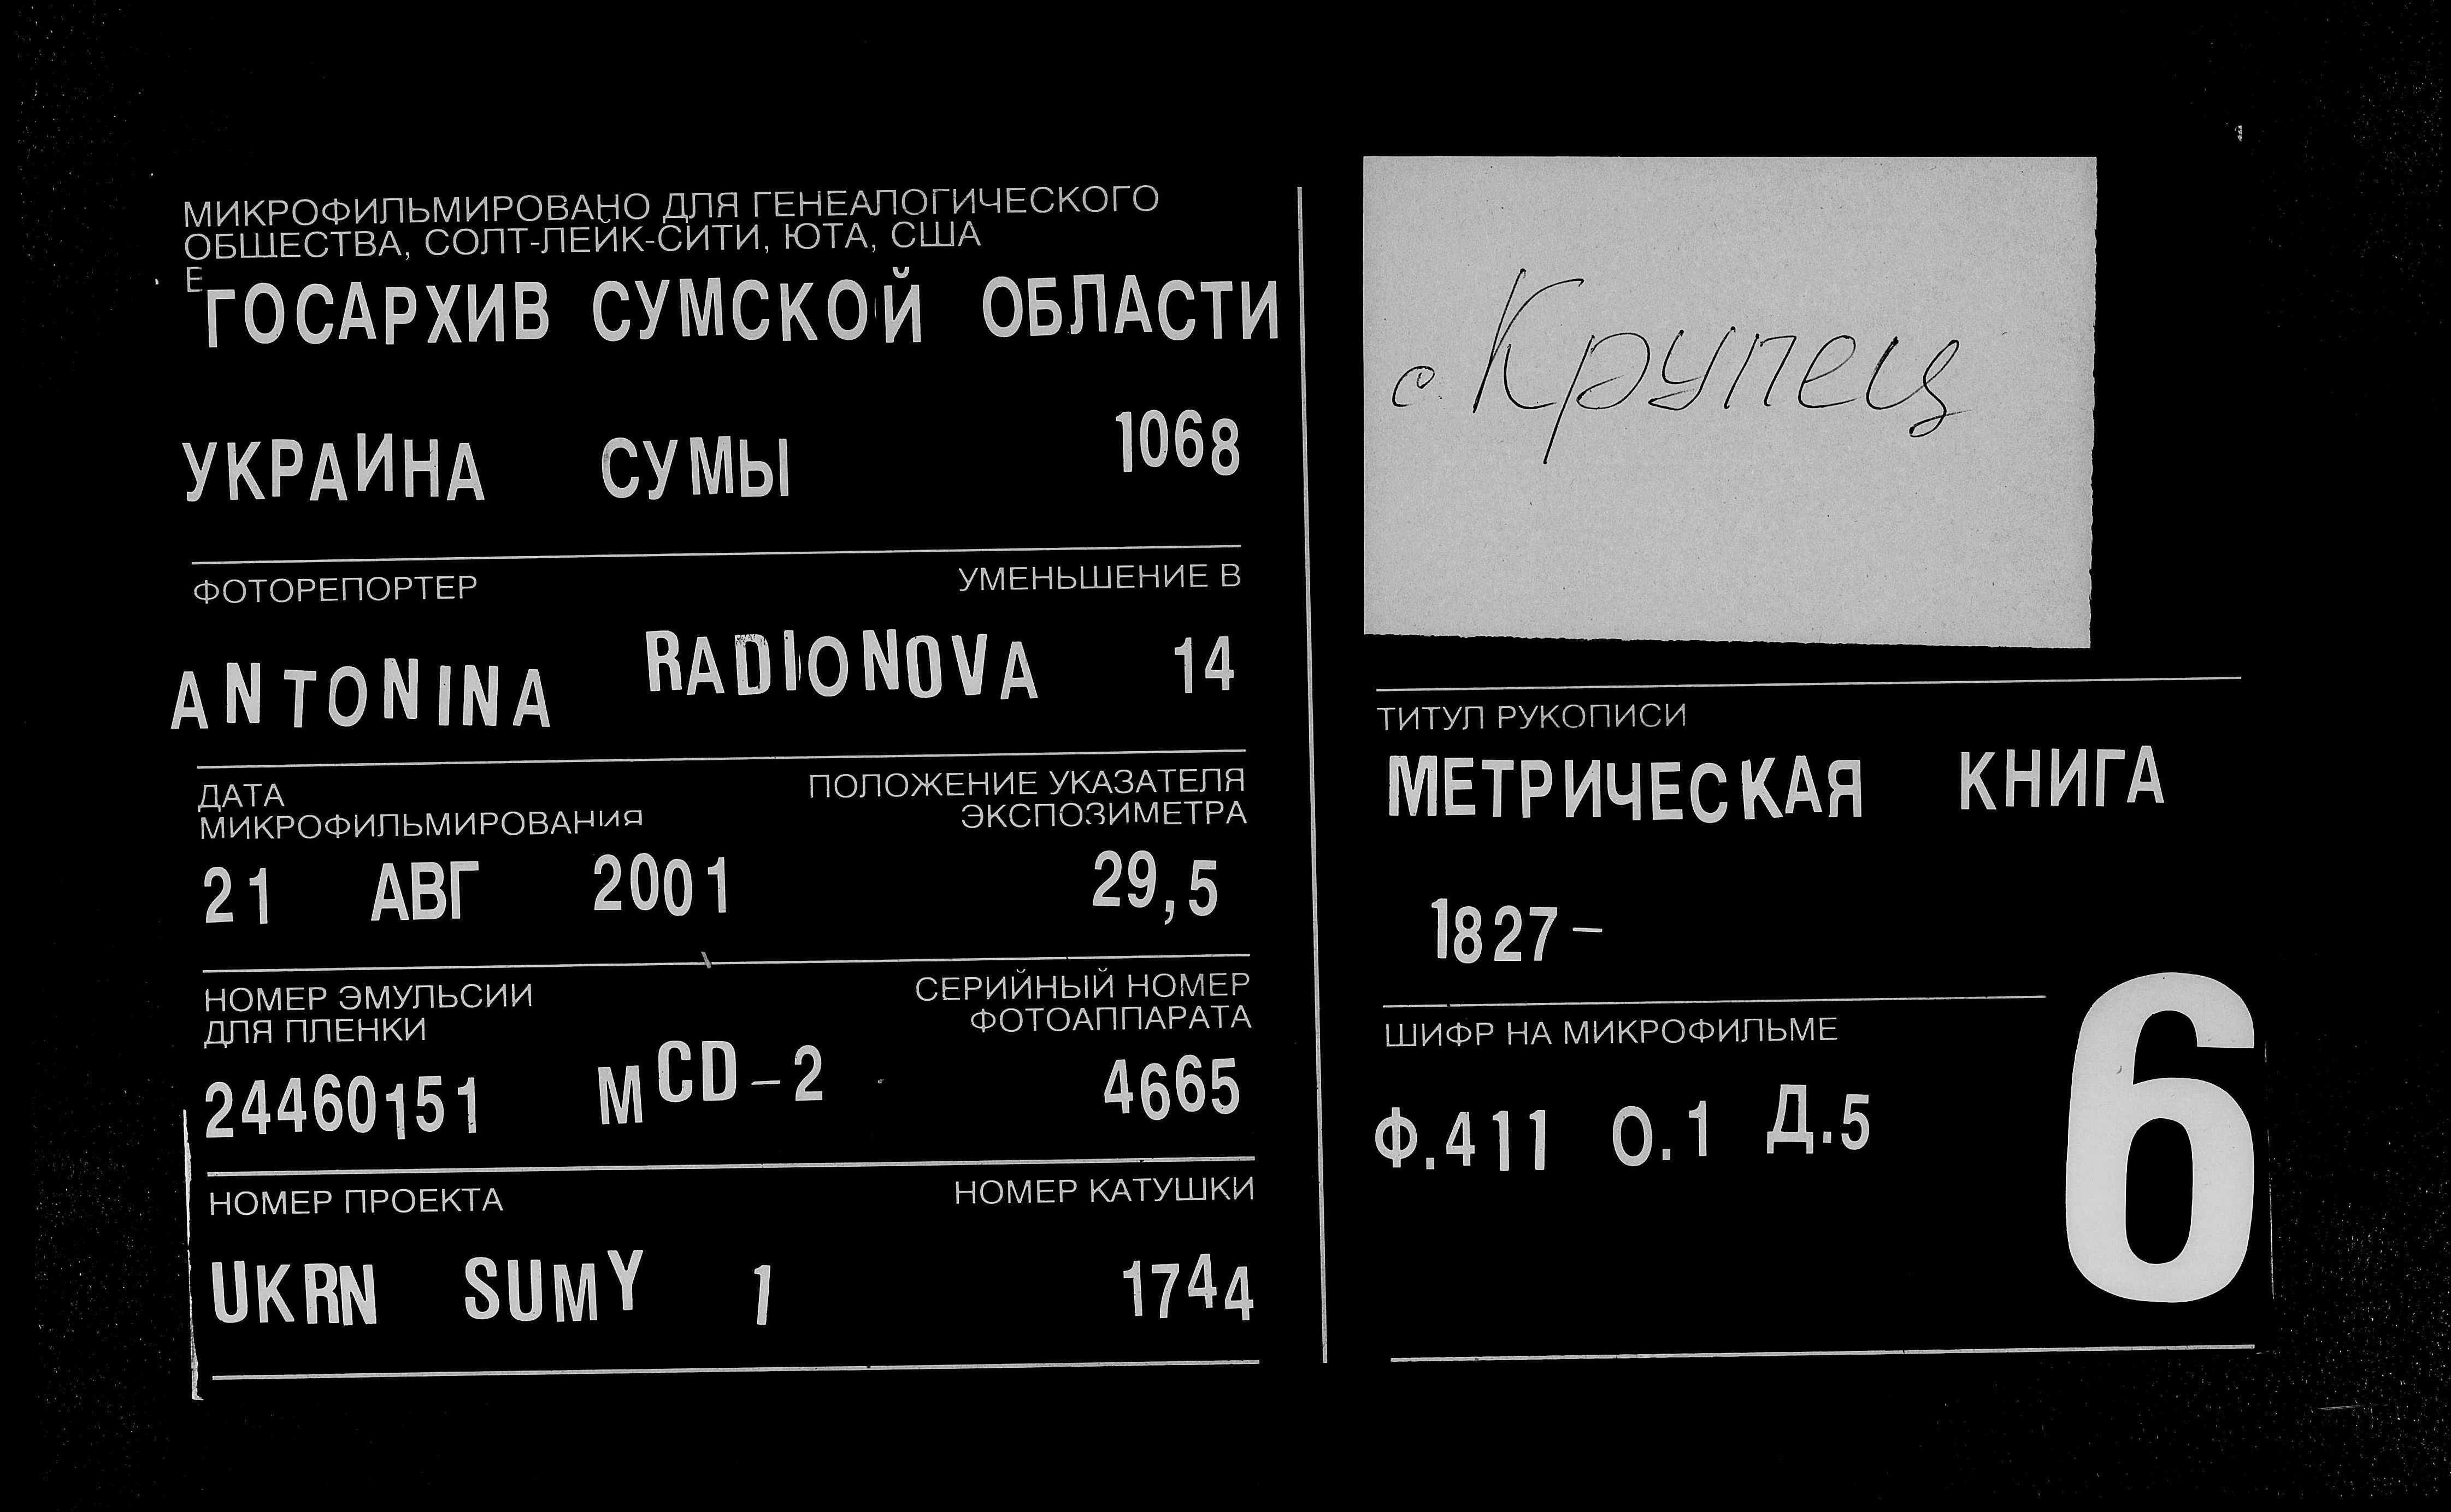 МИКРОФИЛЬМИРОВАНО ДЛЯ ГЕНЕАЛОГИЧЕСКОГО
ОБЩЕСТВА, СОЛТ-ЛЕЙК-СИТИ, ЮТА, США
Е
ГОСАРХИВ СУМСКОЙ ОБЛАСТИ
УКРАИНА СУМЫ 1068
ФОТОРЕПОРТЕР УМЕНЬШЕНИЕ В
ANTONINA RADIONOVA 14
ДАТА
МИКРОФИЛЬМИРОВАНИЯ
ПОЛОЖЕНИЕ УКАЗАТЕЛЯ
ЭКСПОЗИМЕТРА
21 АВГ 2001 29,5
НОМЕР ЭМУЛЬСИИ
ДЛЯ ПЛЕНКИ
СЕРИЙНЫЙ НОМЕР
ФОТОАППАРАТА
24460151 MCD-2 4665
НОМЕР ПРОЕКТА НОМЕР КАТУШКИ
UKRN SUMY 1 1744
с. Крупец
ТИТУЛ РУКОПИСИ
МЕТРИЧЕСКАЯ КНИГА
1827-
ШИФР НА МИКРОФИЛЬМЕ
Ф.411 О.1 Д.5
6